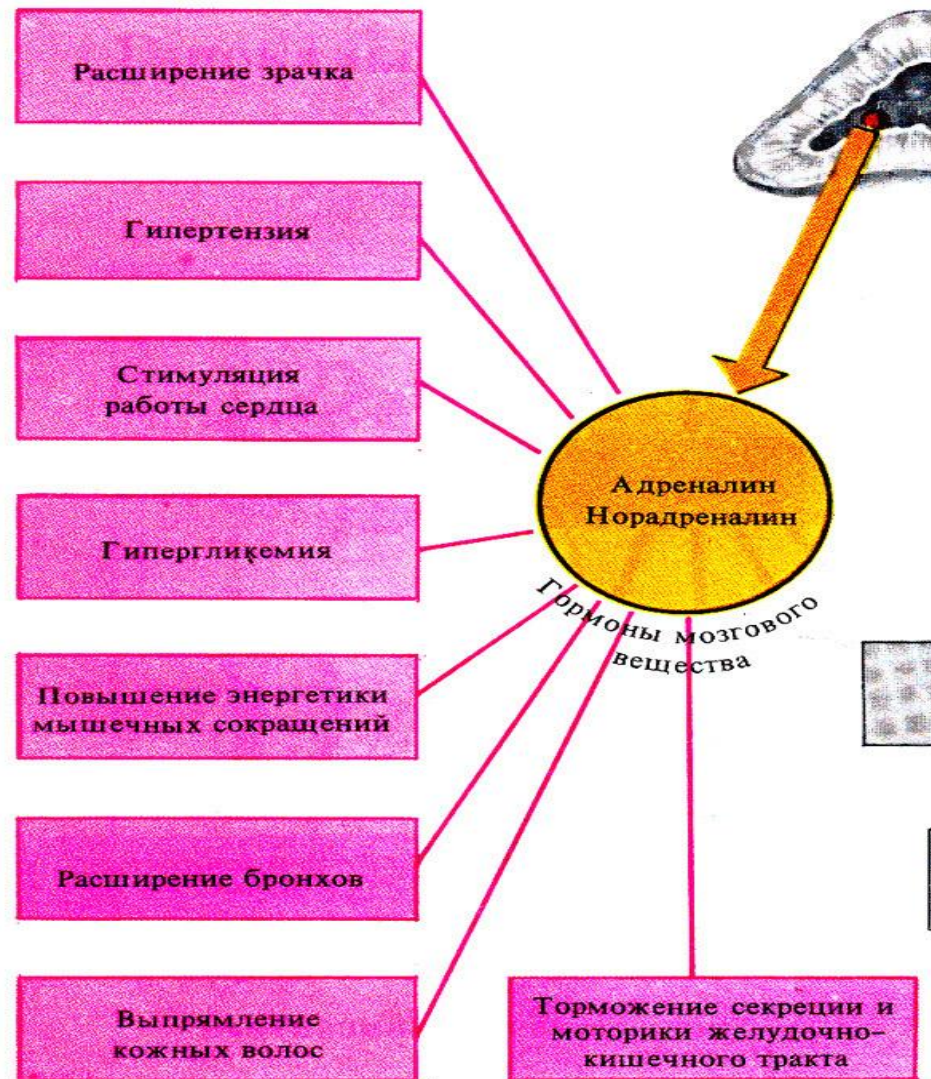 Расширение зрачка
Гипертензия
Стимуляция
работы сердца
Гипергликемия
Повышение энергетики
мышечных сокращений
Расширение бронхов
Выпрямление
кожных волос
Адреналин
Норадреналин
Гормоны мозгового
вещества
Торможение секреции и
моторики желудочно-
кишечного тракта